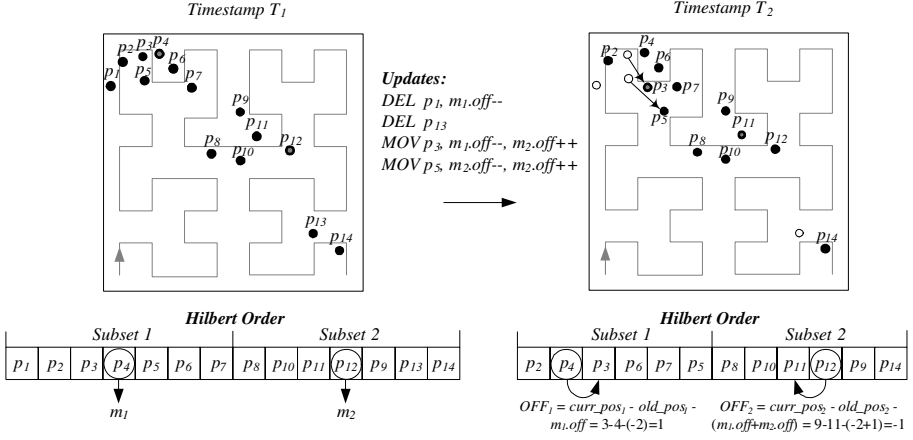 Timestamp T1
Timestamp T2
p1
p2
p3
p4
p5
p6
p7
p8
p9
p10
p11
p12
p13
p14
Updates:
DEL p1, m1.off--
DEL p13
MOV p3, m1.off--, m2.off++
MOV p5, m2.off--, m2.off++
p2
p4
p6
p3
p7
p5
p9
p11
p8
p10
p12
p14
Hilbert Order
Subset 1 Subset 2
p1 p2 p3 p4 p5 p6 p7 p8 p10 p11 p12 p9 p13 p14
m1 m2
Hilbert Order
Subset 1 Subset 2
p2 p4 p3 p6 p7 p5 p8 p10 p11 p12 p9 p14
OFF1 = curr_pos1 - old_pos1 -
m1.off = 3-4-(-2)=1
OFF2 = curr_pos2 - old_pos2 -
(m1.off+m2.off) = 9-11-(-2+1)=-1